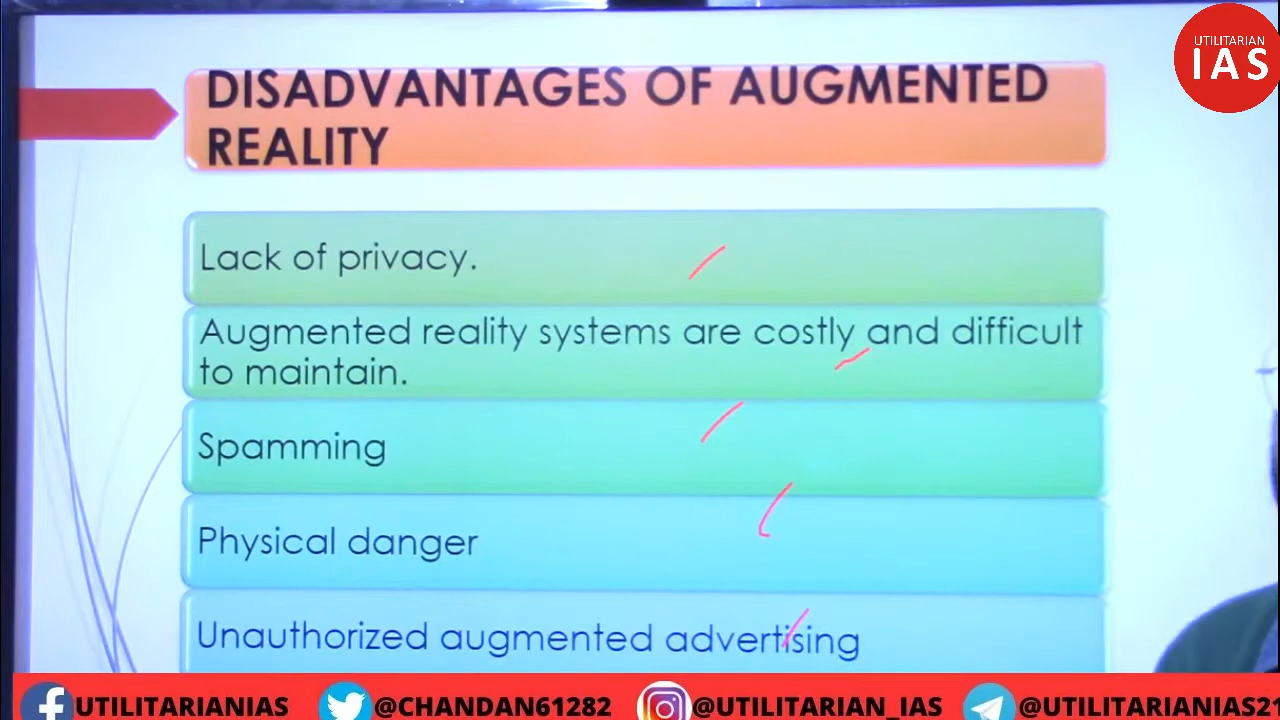 UTILITARIAN
IAS
DISADVANTAGES OF AUGMENTED
REALITY
Lack of privacy.
Augmented reality systems are costly and difficult
to maintain.
Spamming
Physical danger
Unauthorized augmented advertising
UTILITARIANIAS @CHANDAN61282 @UTILITARIAN_IAS @UTILITARIANIAS21